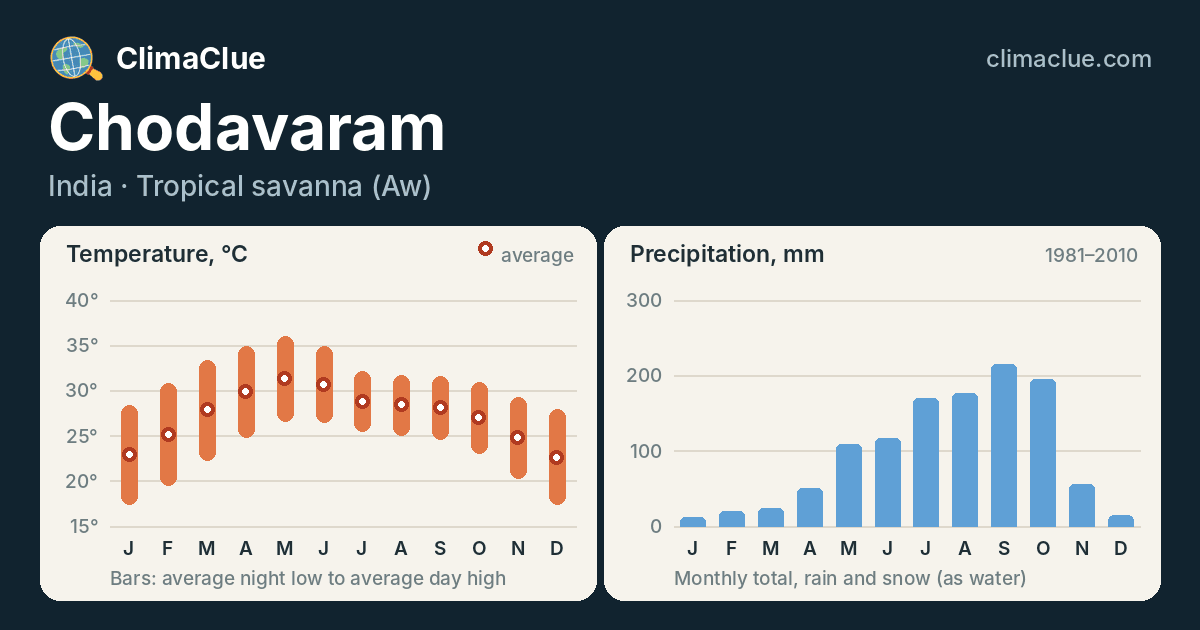 ClimaClue
climaclue.com
Chodavaram
India · Tropical savanna (Aw)
Temperature, °C
average
40°
35°
30°
25°
20°
15°
J F M A M J J A S O N D
Bars: average night low to average day high
Precipitation, mm
1981–2010
300
200
100
0
J F M A M J J A S O N D
Monthly total, rain and snow (as water)